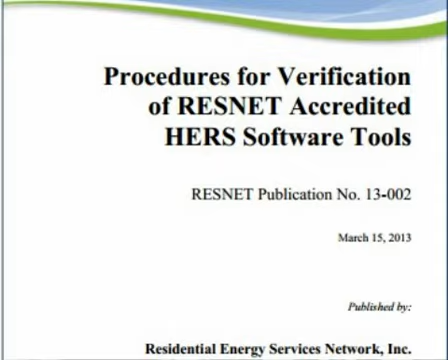 Procedures for Verification
of RESNET Accredited
HERS Software Tools
RESNET Publication No. 13-002
March 15, 2013
Published by:
Residential Energy Services Network, Inc.